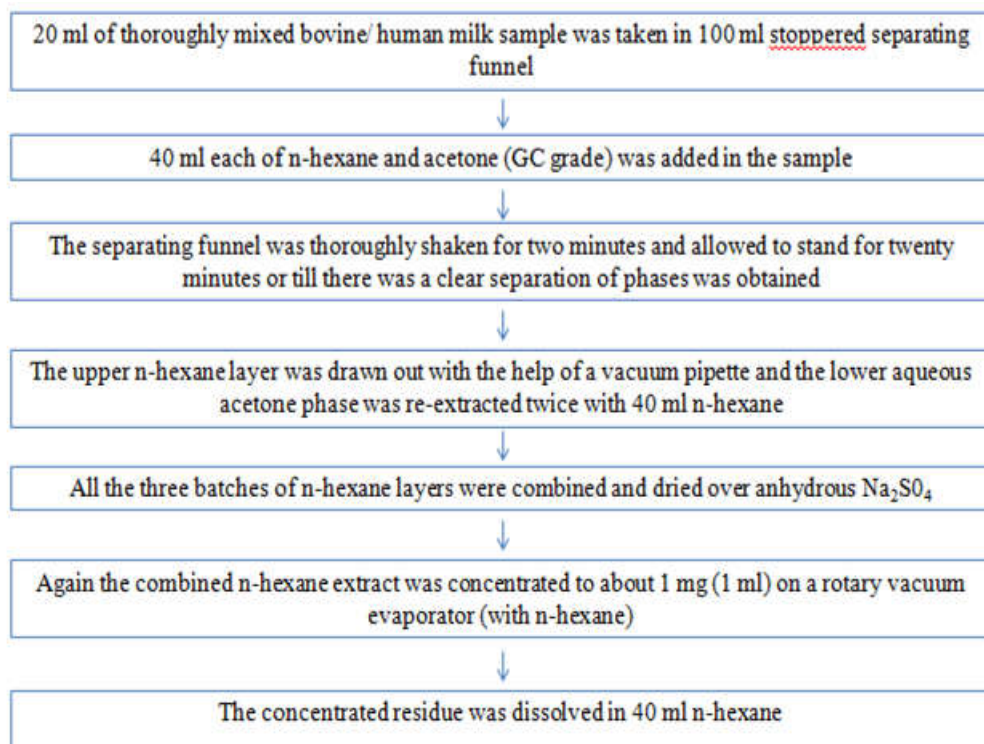 20 ml of thoroughly mixed bovine/ human milk sample was taken in 100 ml stoppered separating
funnel
40 ml each of n-hexane and acetone (GC grade) was added in the sample
The separating funnel was thoroughly shaken for two minutes and allowed to stand for twenty
minutes or till there was a clear separation of phases was obtained
The upper n-hexane layer was drawn out with the help of a vacuum pipette and the lower aqueous
acetone phase was re-extracted twice with 40 ml n-hexane
All the three batches of n-hexane layers were combined and dried over anhydrous Na₂S0₄
Again the combined n-hexane extract was concentrated to about 1 mg (1 ml) on a rotary vacuum
evaporator (with n-hexane)
The concentrated residue was dissolved in 40 ml n-hexane